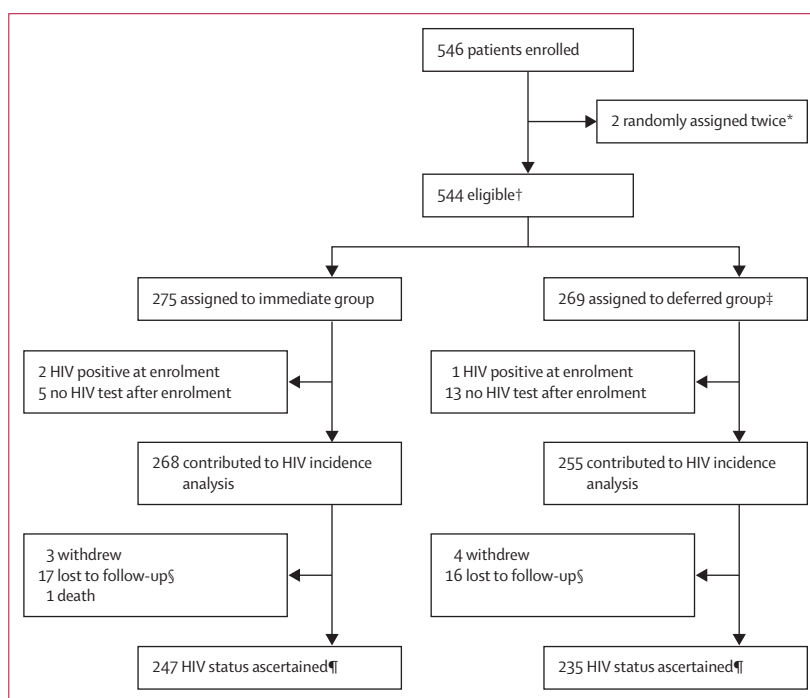 546 patients enrolled
2 randomly assigned twice*
544 eligible†
275 assigned to immediate group
269 assigned to deferred group‡
2 HIV positive at enrolment
5 no HIV test after enrolment
1 HIV positive at enrolment
13 no HIV test after enrolment
268 contributed to HIV incidence
analysis
255 contributed to HIV incidence
analysis
3 withdrew
17 lost to follow-up§
1 death
4 withdrew
16 lost to follow-up§
247 HIV status ascertained¶
235 HIV status ascertained¶